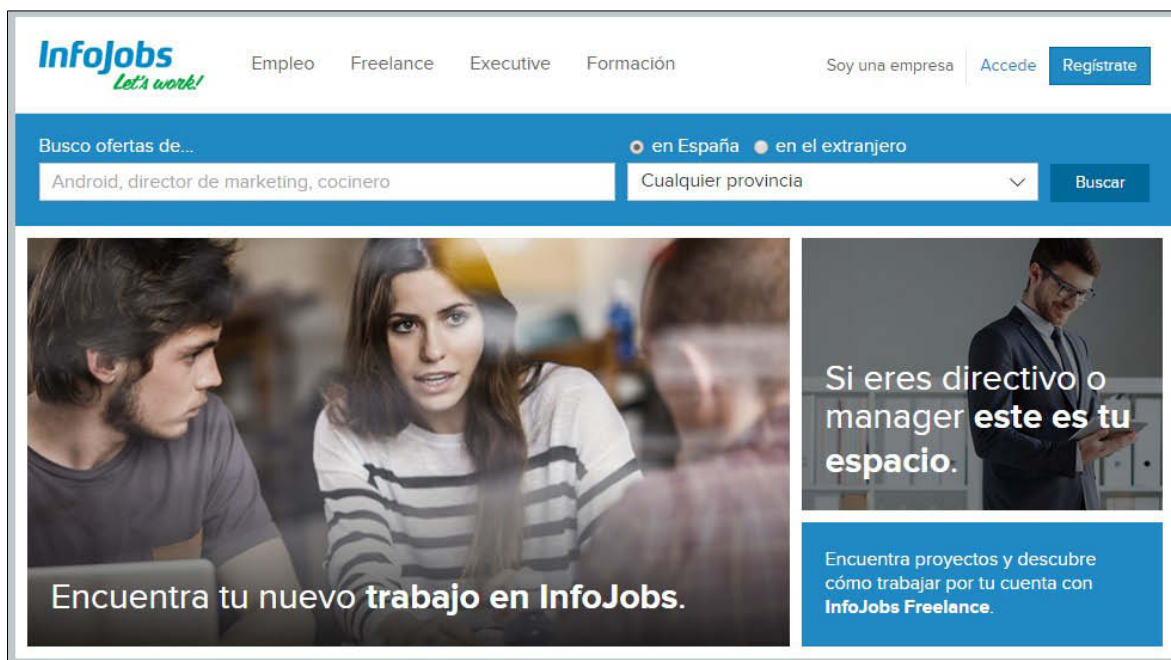 InfoJobs
Let's work!
Empleo Freelance Executive Formación Soy una empresa Accede Regístrate
Busco ofertas de...
en España en el extranjero
Android, director de marketing, cocinero
Cualquier provincia
Buscar
Encuentra tu nuevo trabajo en InfoJobs.
Si eres directivo o
manager este es tu
espacio.
Encuentra proyectos y descubre
cómo trabajar por tu cuenta con
InfoJobs Freelance.